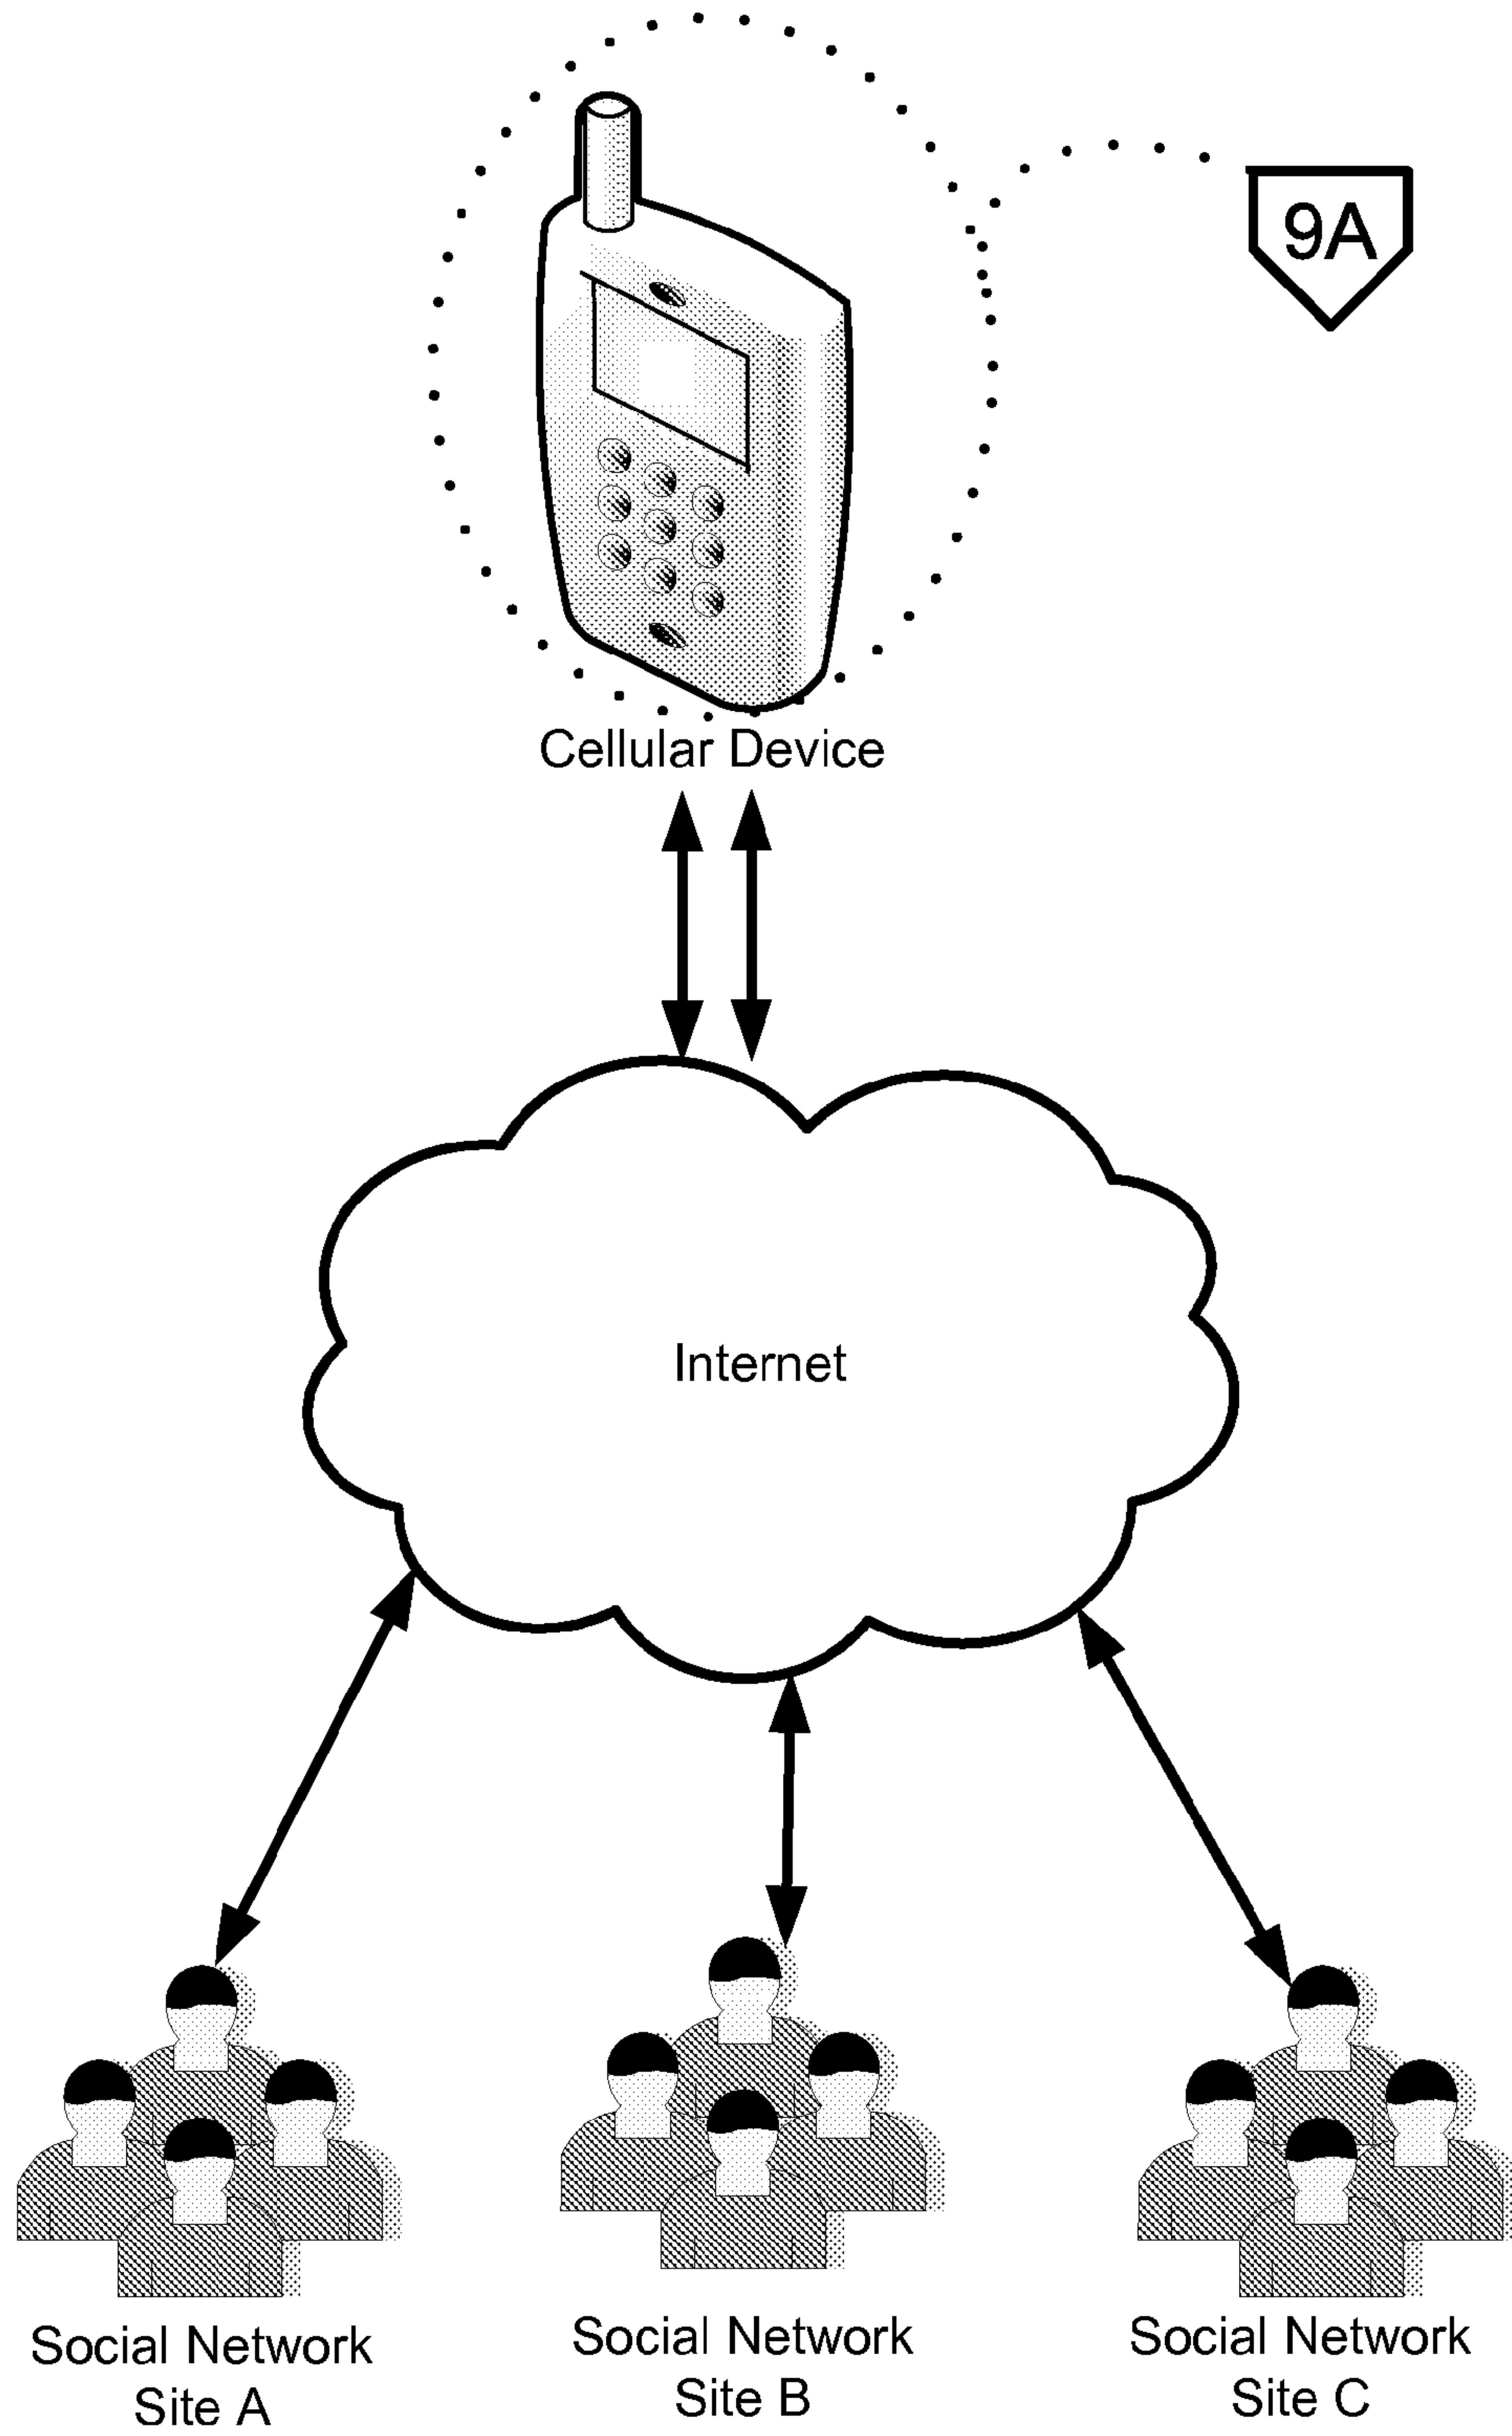 9A
Cellular Device
Internet
Social Network
Site A
Social Network
Site B
Social Network
Site C